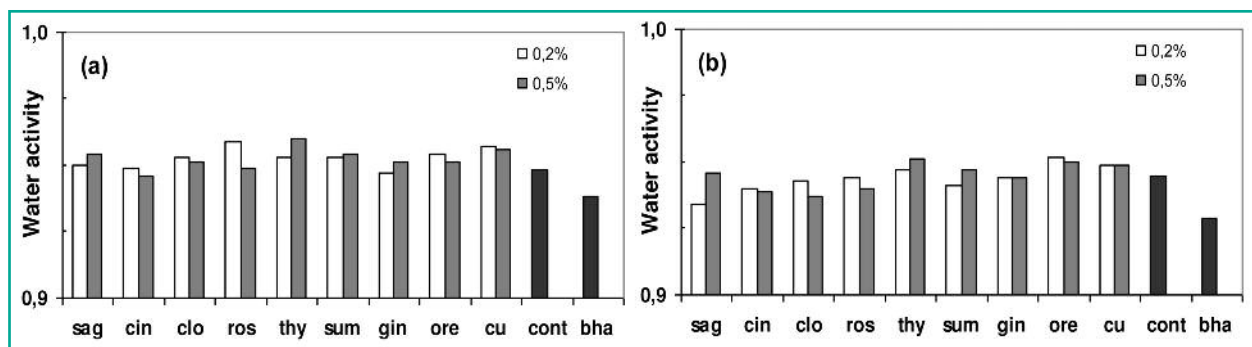 1,0
(a)
0,2%
0,5%
Water activity
0,9
sag cin clo ros thy sum gin ore cu cont bha
1,0
(b)
0,2%
0,5%
Water activity
0,9
sag cin clo ros thy sum gin ore cu cont bha